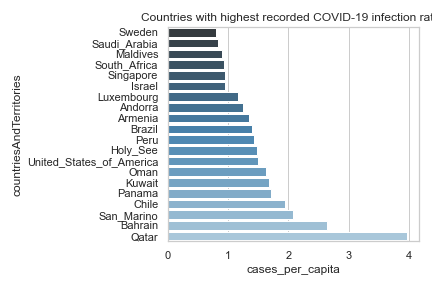 Countries with highest recorded COVID-19 infection rat
Sweden
Saudi_Arabia
Maldives
South_Africa
Singapore
Israel
Luxembourg
Andorra
Armenia
Brazil
Peru
Holy_See
United_States_of_America
Oman
Kuwait
Panama
Chile
San_Marino
Bahrain
Qatar
countriesAndTerritories
0 1 2 3 4
cases_per_capita